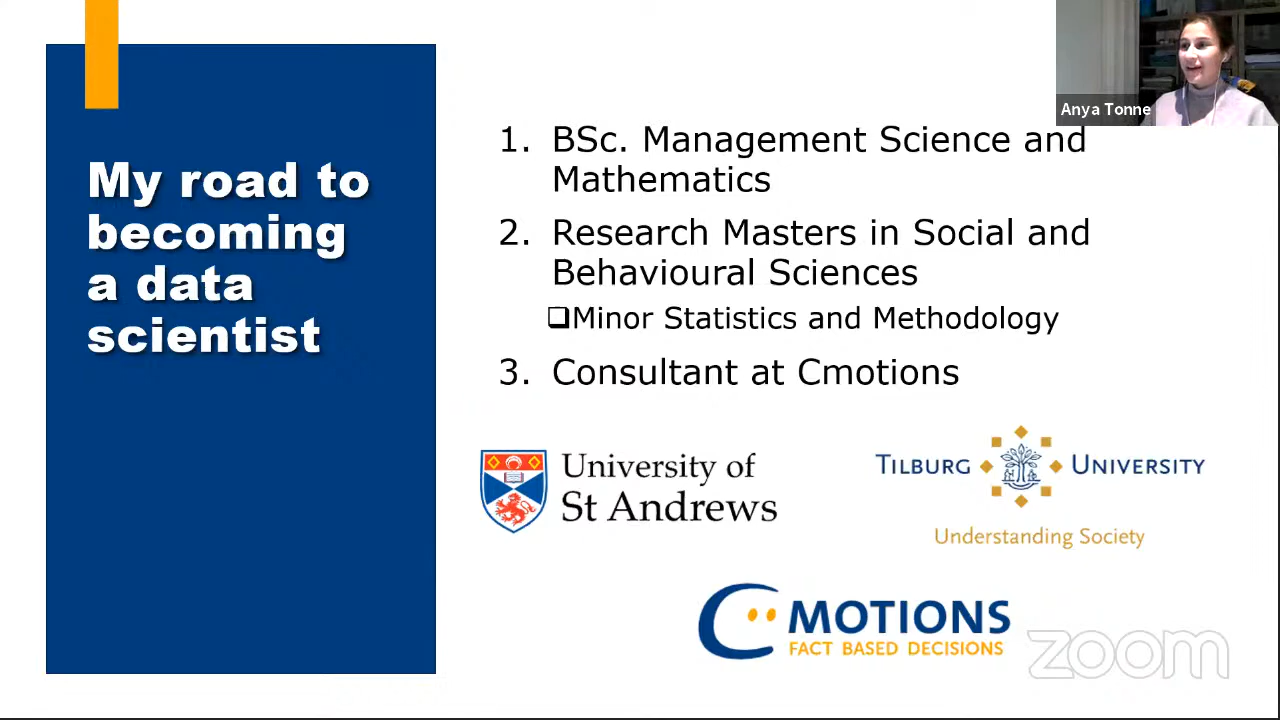 Anya Tonne
My road to
becoming
a data
scientist
1. BSc. Management Science and
Mathematics
2. Research Masters in Social and
Behavioural Sciences
❑Minor Statistics and Methodology
3. Consultant at Cmotions
University of
St Andrews
TILBURG UNIVERSITY
Understanding Society
C MOTIONS
FACT BASED DECISIONS
zoom